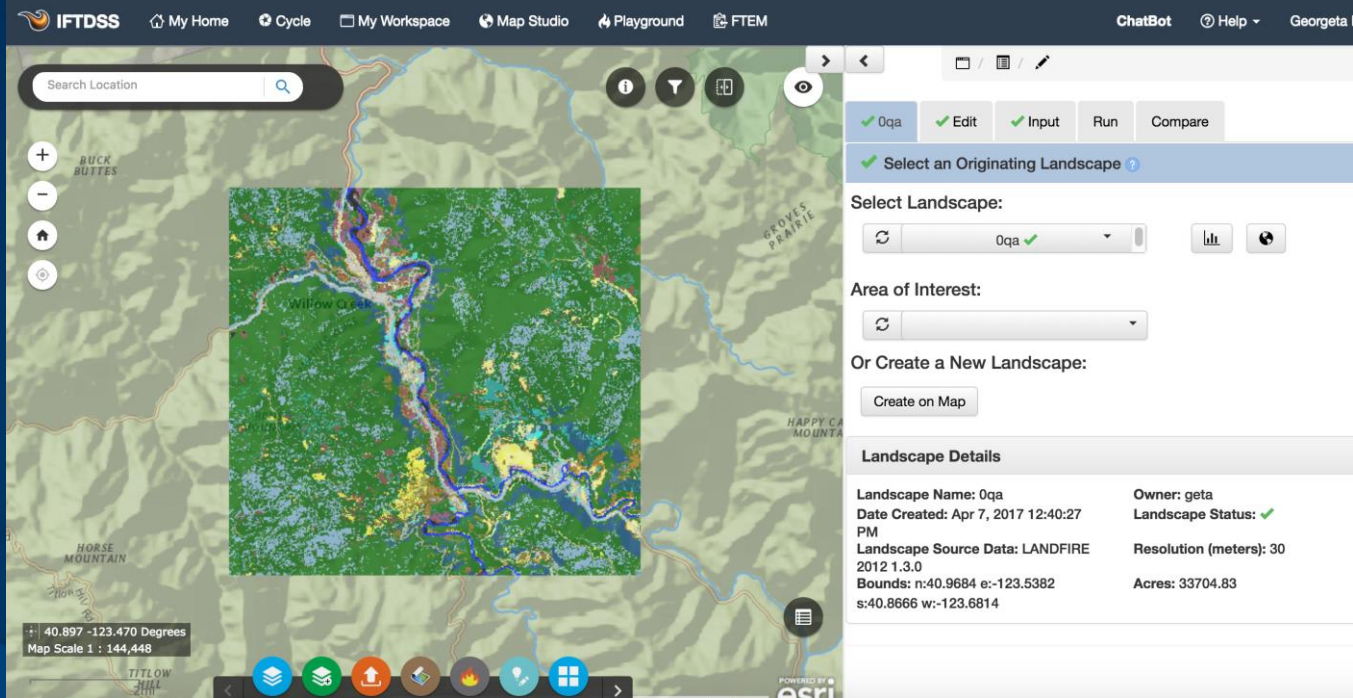 IFTDSS My Home Cycle My Workspace Map Studio Playground FTEM ChatBot Help Georgeta
Search Location
BUCK
BUTTES
GROVES
PRAIRIE
Willow Creek
HAPPY CA
MOUNTA
HORSE
MOUNTAIN
40.897 -123.470 Degrees
Map Scale 1 : 144,448
TITLOW
HILL
POWERED BY
esri
/ /
0qa Edit Input Run Compare
Select an Originating Landscape
Select Landscape:
0qa
Area of Interest:
Or Create a New Landscape:
Create on Map
Landscape Details
Landscape Name: 0qa Owner: geta
Date Created: Apr 7, 2017 12:40:27 Landscape Status:
PM
Landscape Source Data: LANDFIRE Resolution (meters): 30
2012 1.3.0
Bounds: n:40.9684 e:-123.5382 Acres: 33704.83
s:40.8666 w:-123.6814